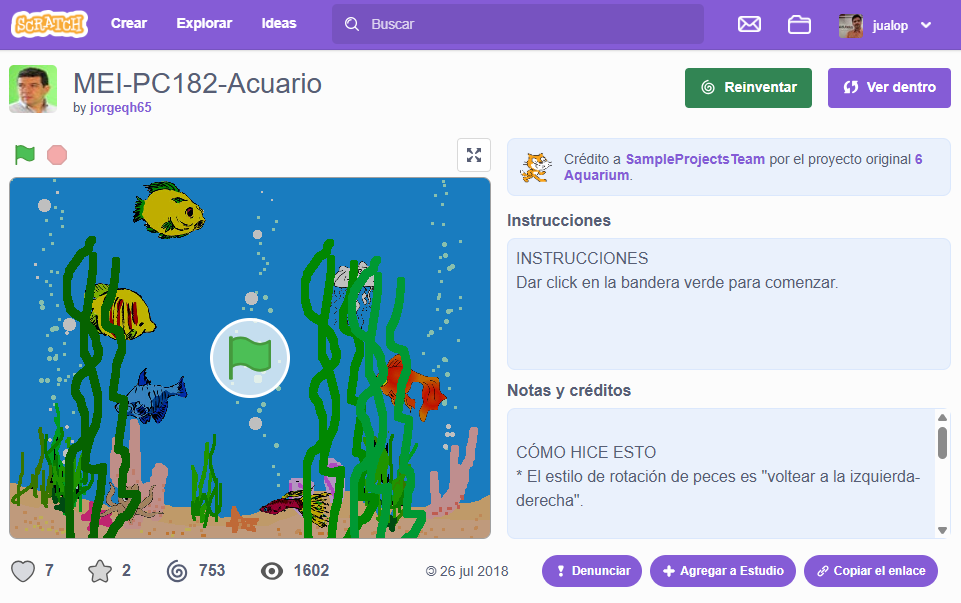 SCRATCH Crear Explorar Ideas Buscar jualop
MEI-PC182-Acuario
by jorgeqh65
Reinventar Ver dentro
Crédito a SampleProjectsTeam por el proyecto original 6
Aquarium.
Instrucciones
INSTRUCCIONES
Dar click en la bandera verde para comenzar.
Notas y créditos
CÓMO HICE ESTO
* El estilo de rotación de peces es "voltear a la izquierda-
derecha".
7 2 753 1602 © 26 jul 2018 Denunciar Agregar a Estudio Copiar el enlace